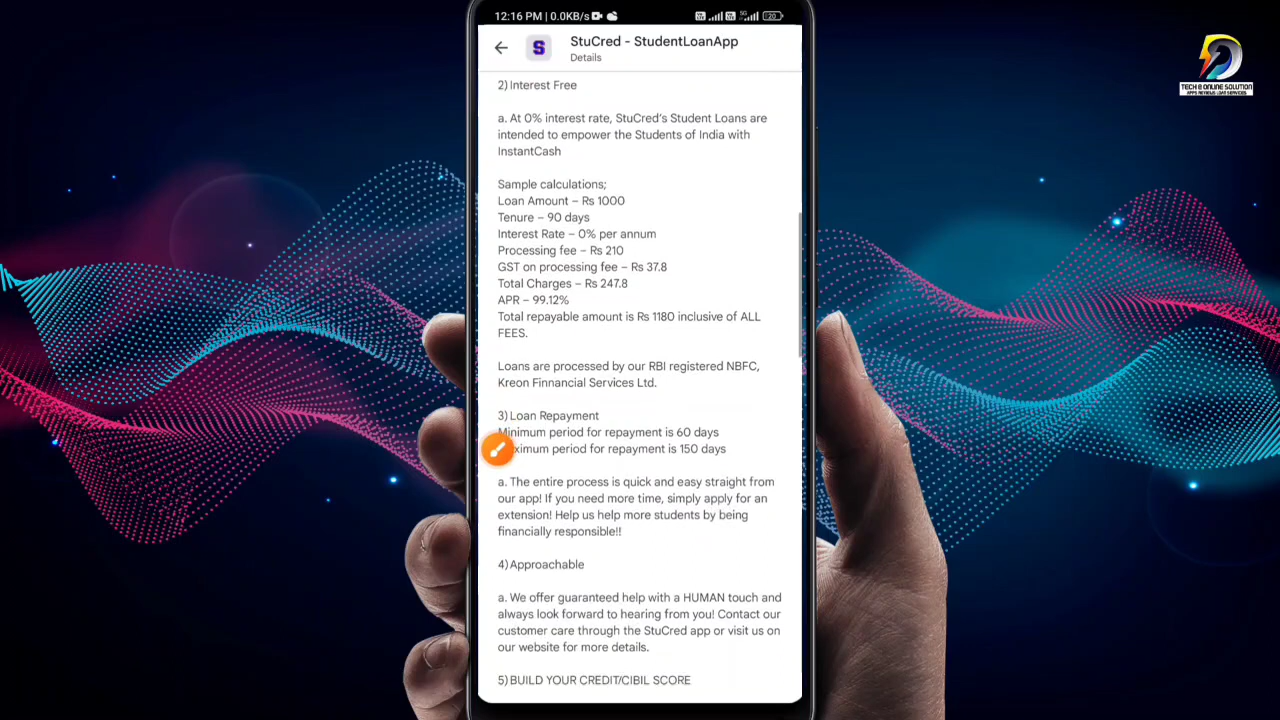 12:16 PM | 0.0KB/s
20
StuCred - StudentLoanApp
Details
TECH E ONLINE SOLUTION
APPS REVIEWS LOAN SERVICES
2) Interest Free
a. At 0% interest rate, StuCred's Student Loans are
intended to empower the Students of India with
InstantCash
Sample calculations;
Loan Amount – Rs 1000
Tenure – 90 days
Interest Rate – 0% per annum
Processing fee – Rs 210
GST on processing fee – Rs 37.8
Total Charges – Rs 247.8
APR – 99.12%
Total repayable amount is Rs 1180 inclusive of ALL
FEES.
Loans are processed by our RBI registered NBFC,
Kreon Finnancial Services Ltd.
3) Loan Repayment
Minimum period for repayment is 60 days
ximum period for repayment is 150 days
a. The entire process is quick and easy straight from
our app! If you need more time, simply apply for an
extension! Help us help more students by being
financially responsible!!
4) Approachable
a. We offer guaranteed help with a HUMAN touch and
always look forward to hearing from you! Contact our
customer care through the StuCred app or visit us on
our website for more details.
5) BUILD YOUR CREDIT/CIBIL SCORE